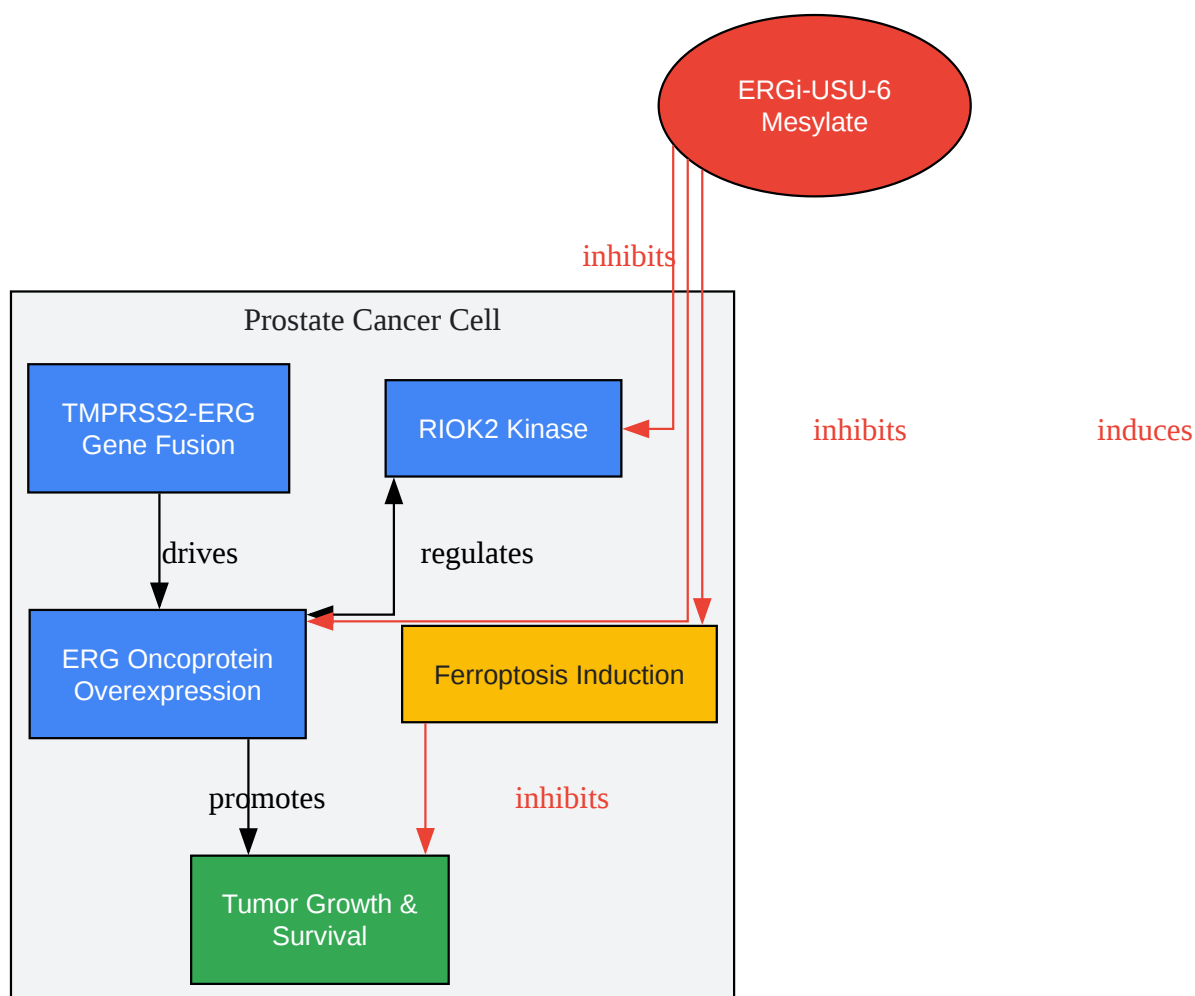 ERGi-USU-6
Mesylate
inhibits
Prostate Cancer Cell
TMPRSS2-ERG
Gene Fusion
RIOK2 Kinase
inhibits
induces
drives
regulates
ERG Oncoprotein
Overexpression
Ferroptosis Induction
promotes
inhibits
Tumor Growth &
Survival